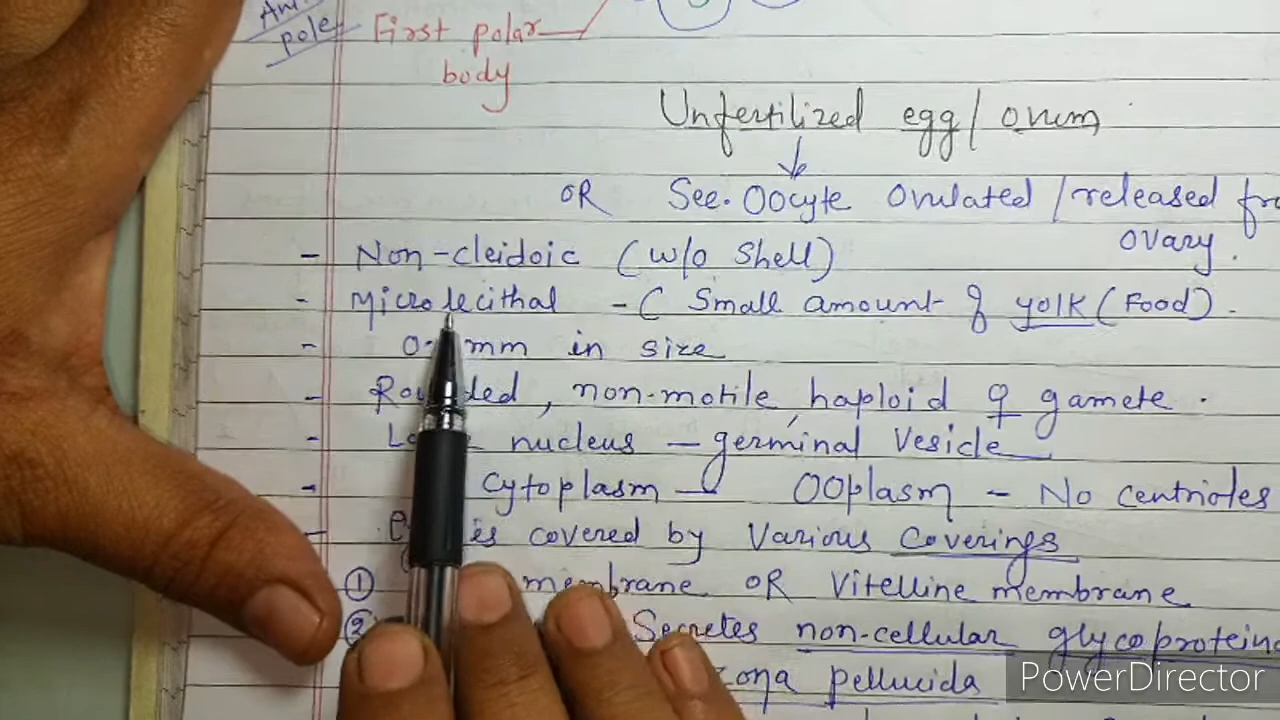 pole
First polar
body
Unfertilized egg/ovum
OR Sec. Oocyte Ovulated / released
ovary.
- Non-cleidoic (w/o Shell)
- Microlecithal - ( Small amount of yolk (Food).
- mm in size
- , non-motile, haploid ♀ gamete.
- nucleus - germinal vesicle
- cytoplasm - Ooplasm - No centrioles
- is covered by various coverings
① membrane OR Vitelline membrane
② Secretes non-cellular glycoprotein
zona pellucida
PowerDirector